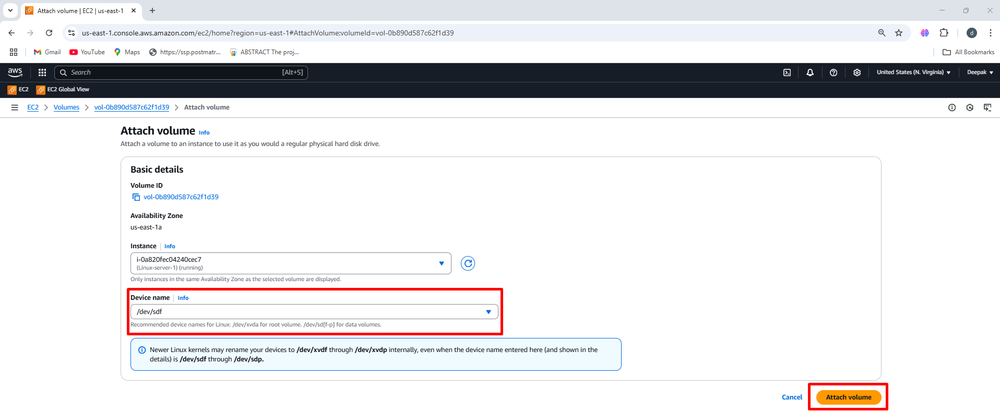 Attach volume | EC2 | us-east-1
us-east-1.console.aws.amazon.com/ec2/home?region=us-east-1#AttachVolume:volumeId=vol-0b890d587c62f1d39
d
Gmail
YouTube
Maps
https://ssp.postmatr...
ABSTRACT The proj...
All Bookmarks
aws
Search
[Alt+S]
United States (N. Virginia)
Deepak
EC2
EC2 Global View
EC2
Volumes
vol-0b890d587c62f1d39
Attach volume
Attach volume Info
Attach a volume to an instance to use it as you would a regular physical hard disk drive.
Basic details
Volume ID
vol-0b890d587c62f1d39
Availability Zone
us-east-1a
Instance Info
i-0a820fec04240cec7
(Linux-server-1) (running)
Only instances in the same Availability Zone as the selected volume are displayed.
Device name Info
/dev/sdf
Recommended device names for Linux: /dev/xvda for root volume. /dev/sd[f-p] for data volumes.
Newer Linux kernels may rename your devices to /dev/xvdf through /dev/xvdp internally, even when the device name entered here (and shown in the
details) is /dev/sdf through /dev/sdp.
Cancel
Attach volume